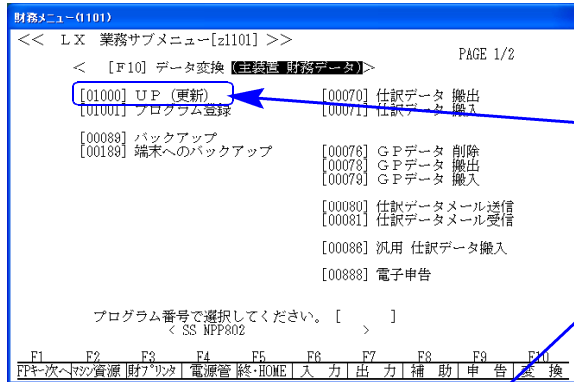 財務メニュー(1101)
<< ＬＸ 業務サブメニュー[z1101] >>
PAGE 1/2
< [Ｆ10] データ変換 (主装置 財務データ)>
[01000] ＵＰ (更新) [00070] 仕訳データ 搬出
[01001] プログラム登録 [00071] 仕訳データ 搬入
[00089] バックアップ
[00189] 端末へのバックアップ [00076] ＧＰデータ 削除
[00078] ＧＰデータ 搬出
[00079] ＧＰデータ 搬入
[00080] 仕訳データメール送信
[00081] 仕訳データメール受信
[00086] 汎用 仕訳データ搬入
[00888] 電子申告
プログラム番号で選択してください。 [ ]
< SS NPP802 >
F1 F2 F3 F4 F5 F6 F7 F8 F9 F10
FPキー次へ マシン資源 財プリンタ 電源管 終･HOME 入 力 出 力 補 助 申 告 変 換